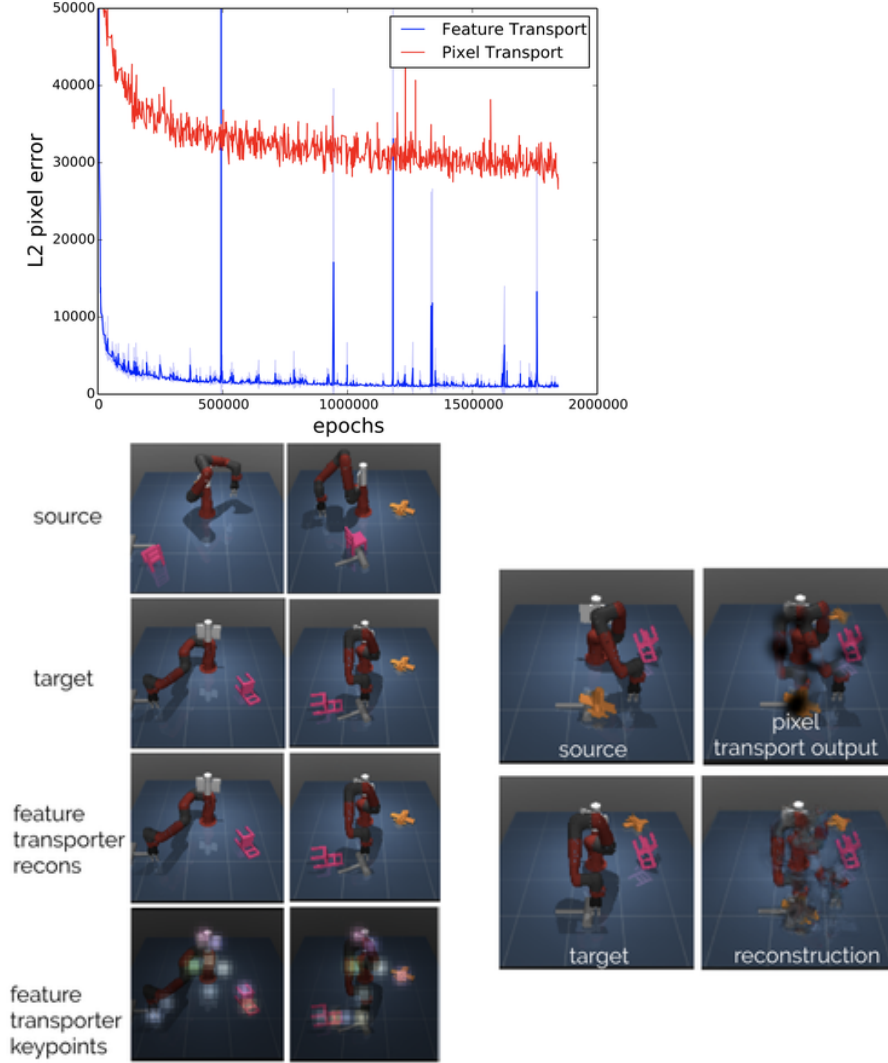 50000
40000
30000
20000
10000
0
L2 pixel error
Feature Transport
Pixel Transport
0
500000
1000000
1500000
2000000
epochs
source
target
feature
transporter
recons
feature
transporter
keypoints
source
pixel
transport output
target
reconstruction